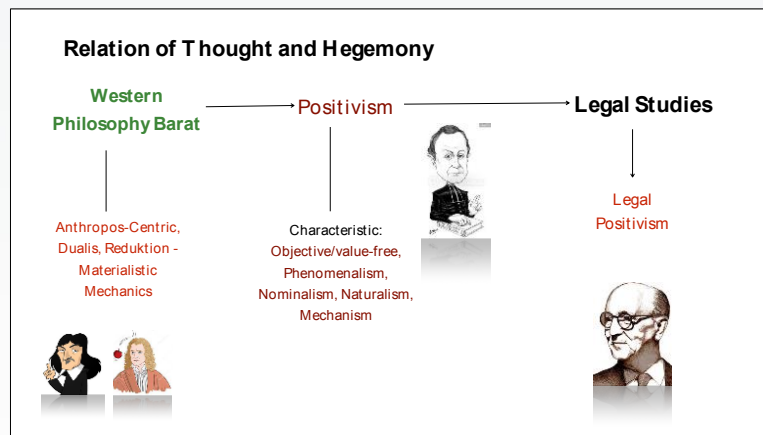 Relation of Thought and Hegemony
Western
Philosophy Barat
Positivism
Legal Studies
Anthropos-Centric,
Dualis, Reduktion -
Materialistic
Mechanics
Characteristic:
Objective/value-free,
Phenomenalism,
Nominalism, Naturalism,
Mechanism
Legal
Positivism